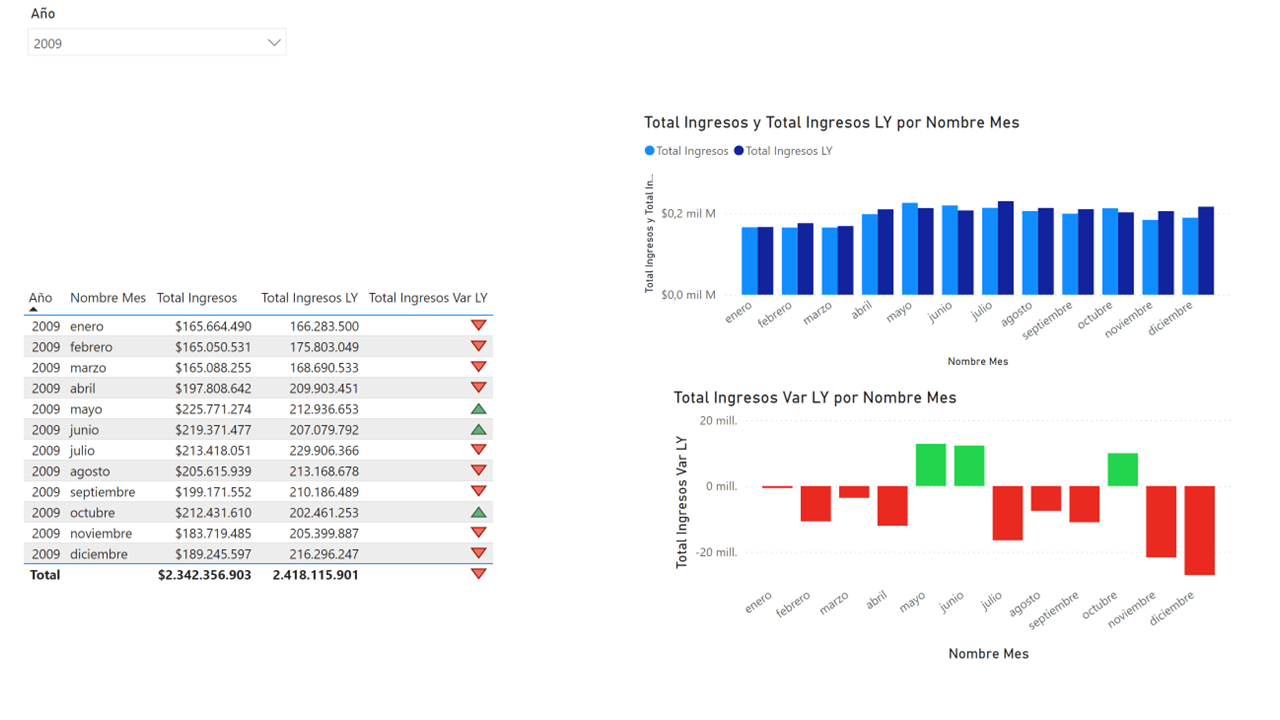 Año
2009
Año Nombre Mes Total Ingresos Total Ingresos LY Total Ingresos Var LY
2009 enero $165.664.490 166.283.500
2009 febrero $165.050.531 175.803.049
2009 marzo $165.088.255 168.690.533
2009 abril $197.808.642 209.903.451
2009 mayo $225.771.274 212.936.653
2009 junio $219.371.477 207.079.792
2009 julio $213.418.051 229.906.366
2009 agosto $205.615.939 213.168.678
2009 septiembre $199.171.552 210.186.489
2009 octubre $212.431.610 202.461.253
2009 noviembre $183.719.485 205.399.887
2009 diciembre $189.245.597 216.296.247
Total $2.342.356.903 2.418.115.901
Total Ingresos y Total Ingresos LY por Nombre Mes
Total Ingresos Total Ingresos LY
Total Ingresos y Total In...
$0,2 mil M
$0,0 mil M
enero febrero marzo abril mayo junio julio agosto septiembre octubre noviembre diciembre
Nombre Mes
Total Ingresos Var LY por Nombre Mes
Total Ingresos Var LY
20 mill.
0 mill.
-20 mill.
enero febrero marzo abril mayo junio julio agosto septiembre octubre noviembre diciembre
Nombre Mes